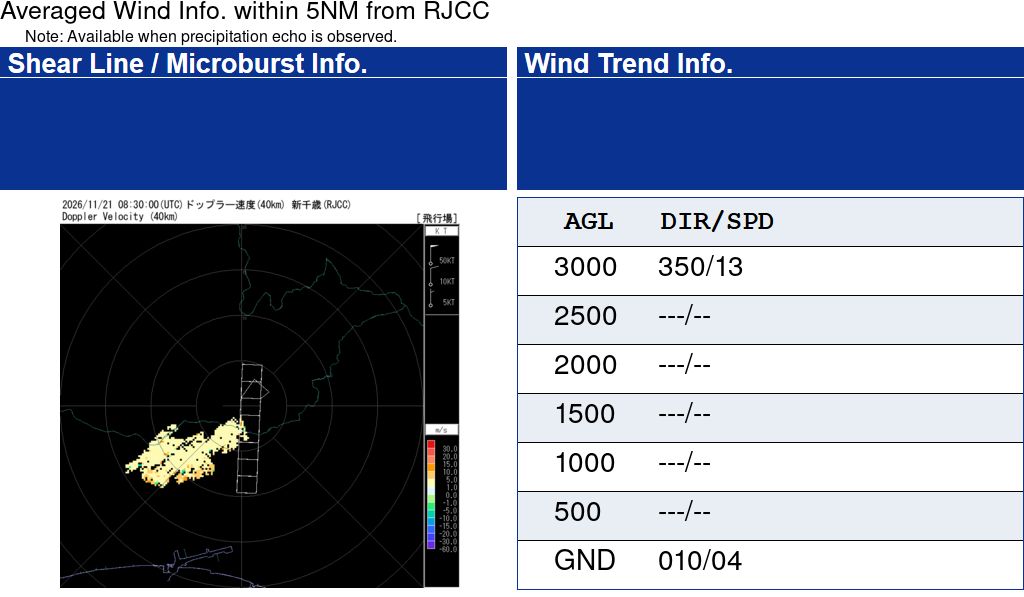 Averaged Wind Info. within 5NM from RJCC
Note: Available when precipitation echo is observed.
Shear Line / Microburst Info.
Wind Trend Info.
2026/11/21 08:30:00(UTC) ドップラー速度(40km) 新千歳(RJCC)
Doppler Velocity (40km)
[飛行場]
K T
50KT
10KT
5KT
m/s
30.0
20.0
15.0
10.0
5.0
1.0
0.0
-1.0
-5.0
-10.0
-15.0
-20.0
-30.0
-60.0
AGL DIR/SPD
3000 350/13
2500 ---/--
2000 ---/--
1500 ---/--
1000 ---/--
500 ---/--
GND 010/04